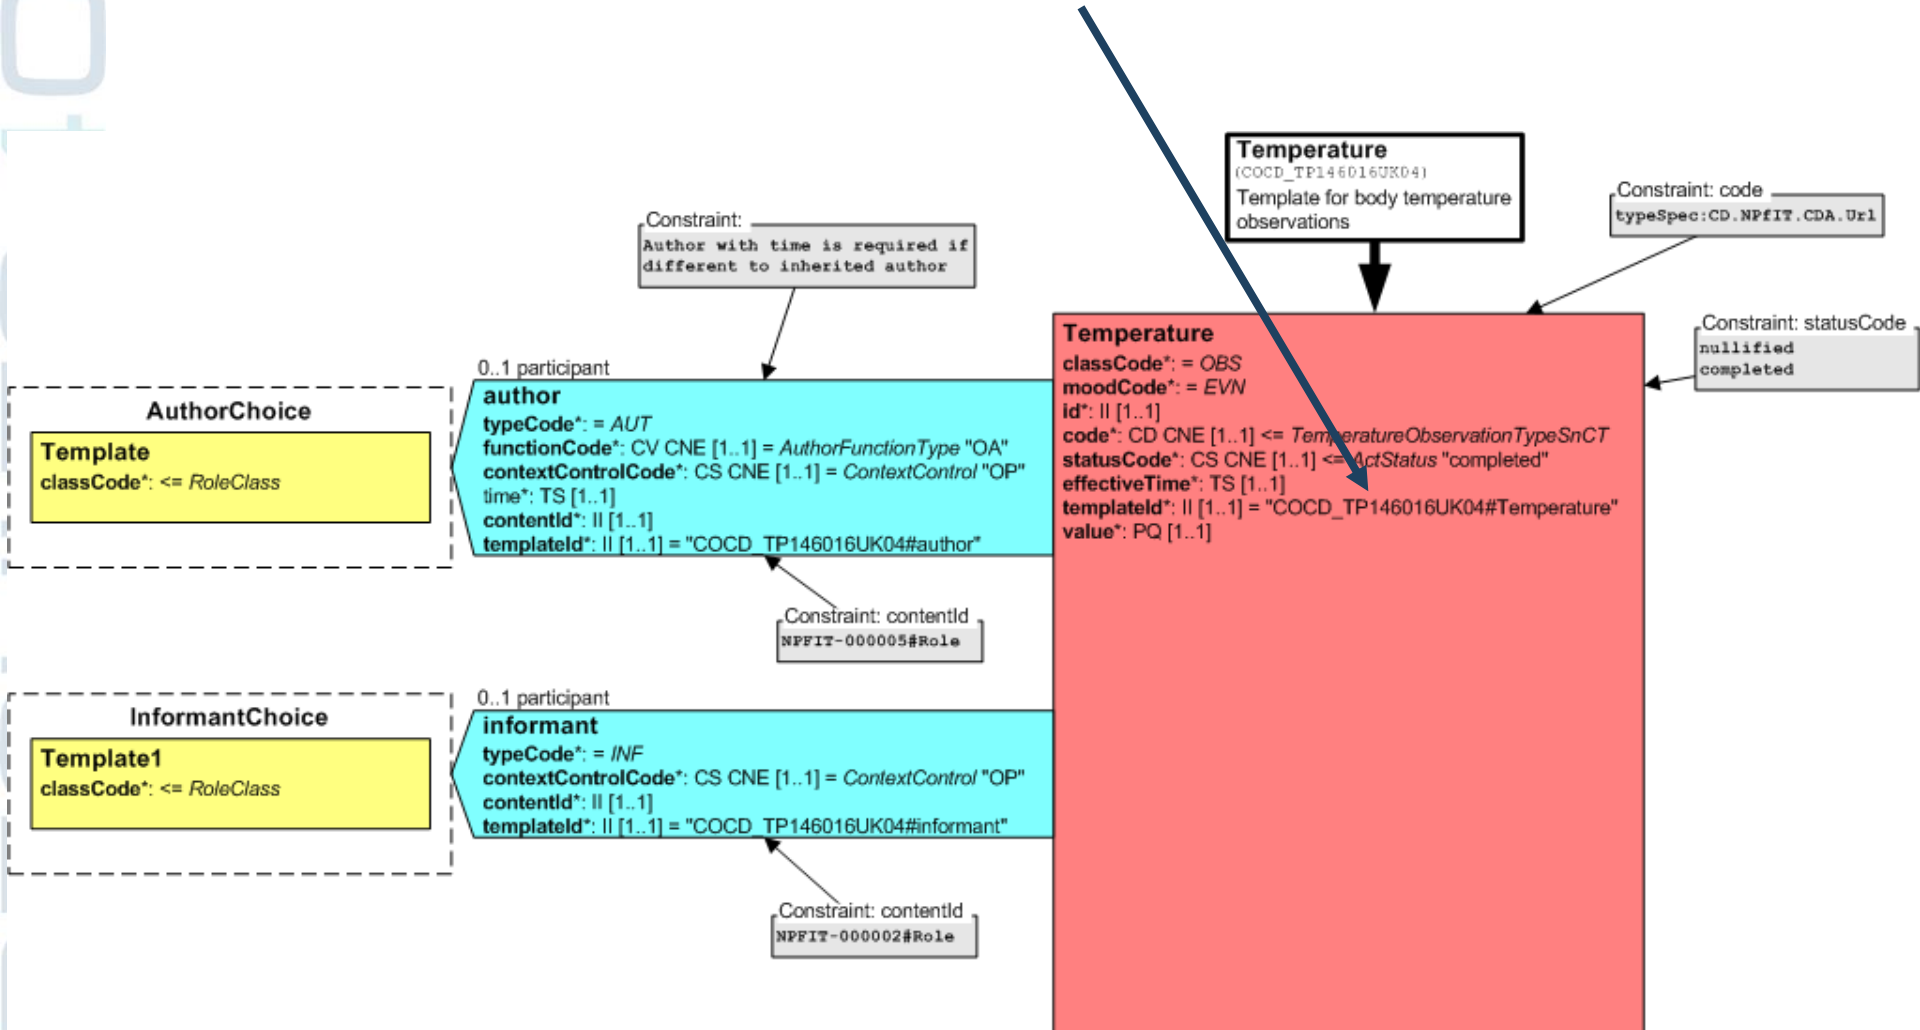 Temperature
(COCD_TP146016UK04)
Template for body temperature
observations
Constraint: code
typeSpec:CD.NPfIT.CDA.Url
Constraint:
Author with time is required if
different to inherited author
Constraint: statusCode
nullified
completed
Temperature
classCode*: = OBS
moodCode*: = EVN
id*: II [1..1]
code*: CD CNE [1..1] <= TemperatureObservationTypeSnCT
statusCode*: CS CNE [1..1] <= ActStatus "completed"
effectiveTime*: TS [1..1]
templateId*: II [1..1] = "COCD_TP146016UK04#Temperature"
value*: PQ [1..1]
0..1 participant
author
typeCode*: = AUT
functionCode*: CV CNE [1..1] = AuthorFunctionType "OA"
contextControlCode*: CS CNE [1..1] = ContextControl "OP"
time*: TS [1..1]
contentId*: II [1..1]
templateId*: II [1..1] = "COCD_TP146016UK04#author"
AuthorChoice
Template
classCode*: <= RoleClass
Constraint: contentId
NPFIT-000005#Role
0..1 participant
informant
typeCode*: = INF
contextControlCode*: CS CNE [1..1] = ContextControl "OP"
contentId*: II [1..1]
templateId*: II [1..1] = "COCD_TP146016UK04#informant"
InformantChoice
Template1
classCode*: <= RoleClass
Constraint: contentId
NPFIT-000002#Role